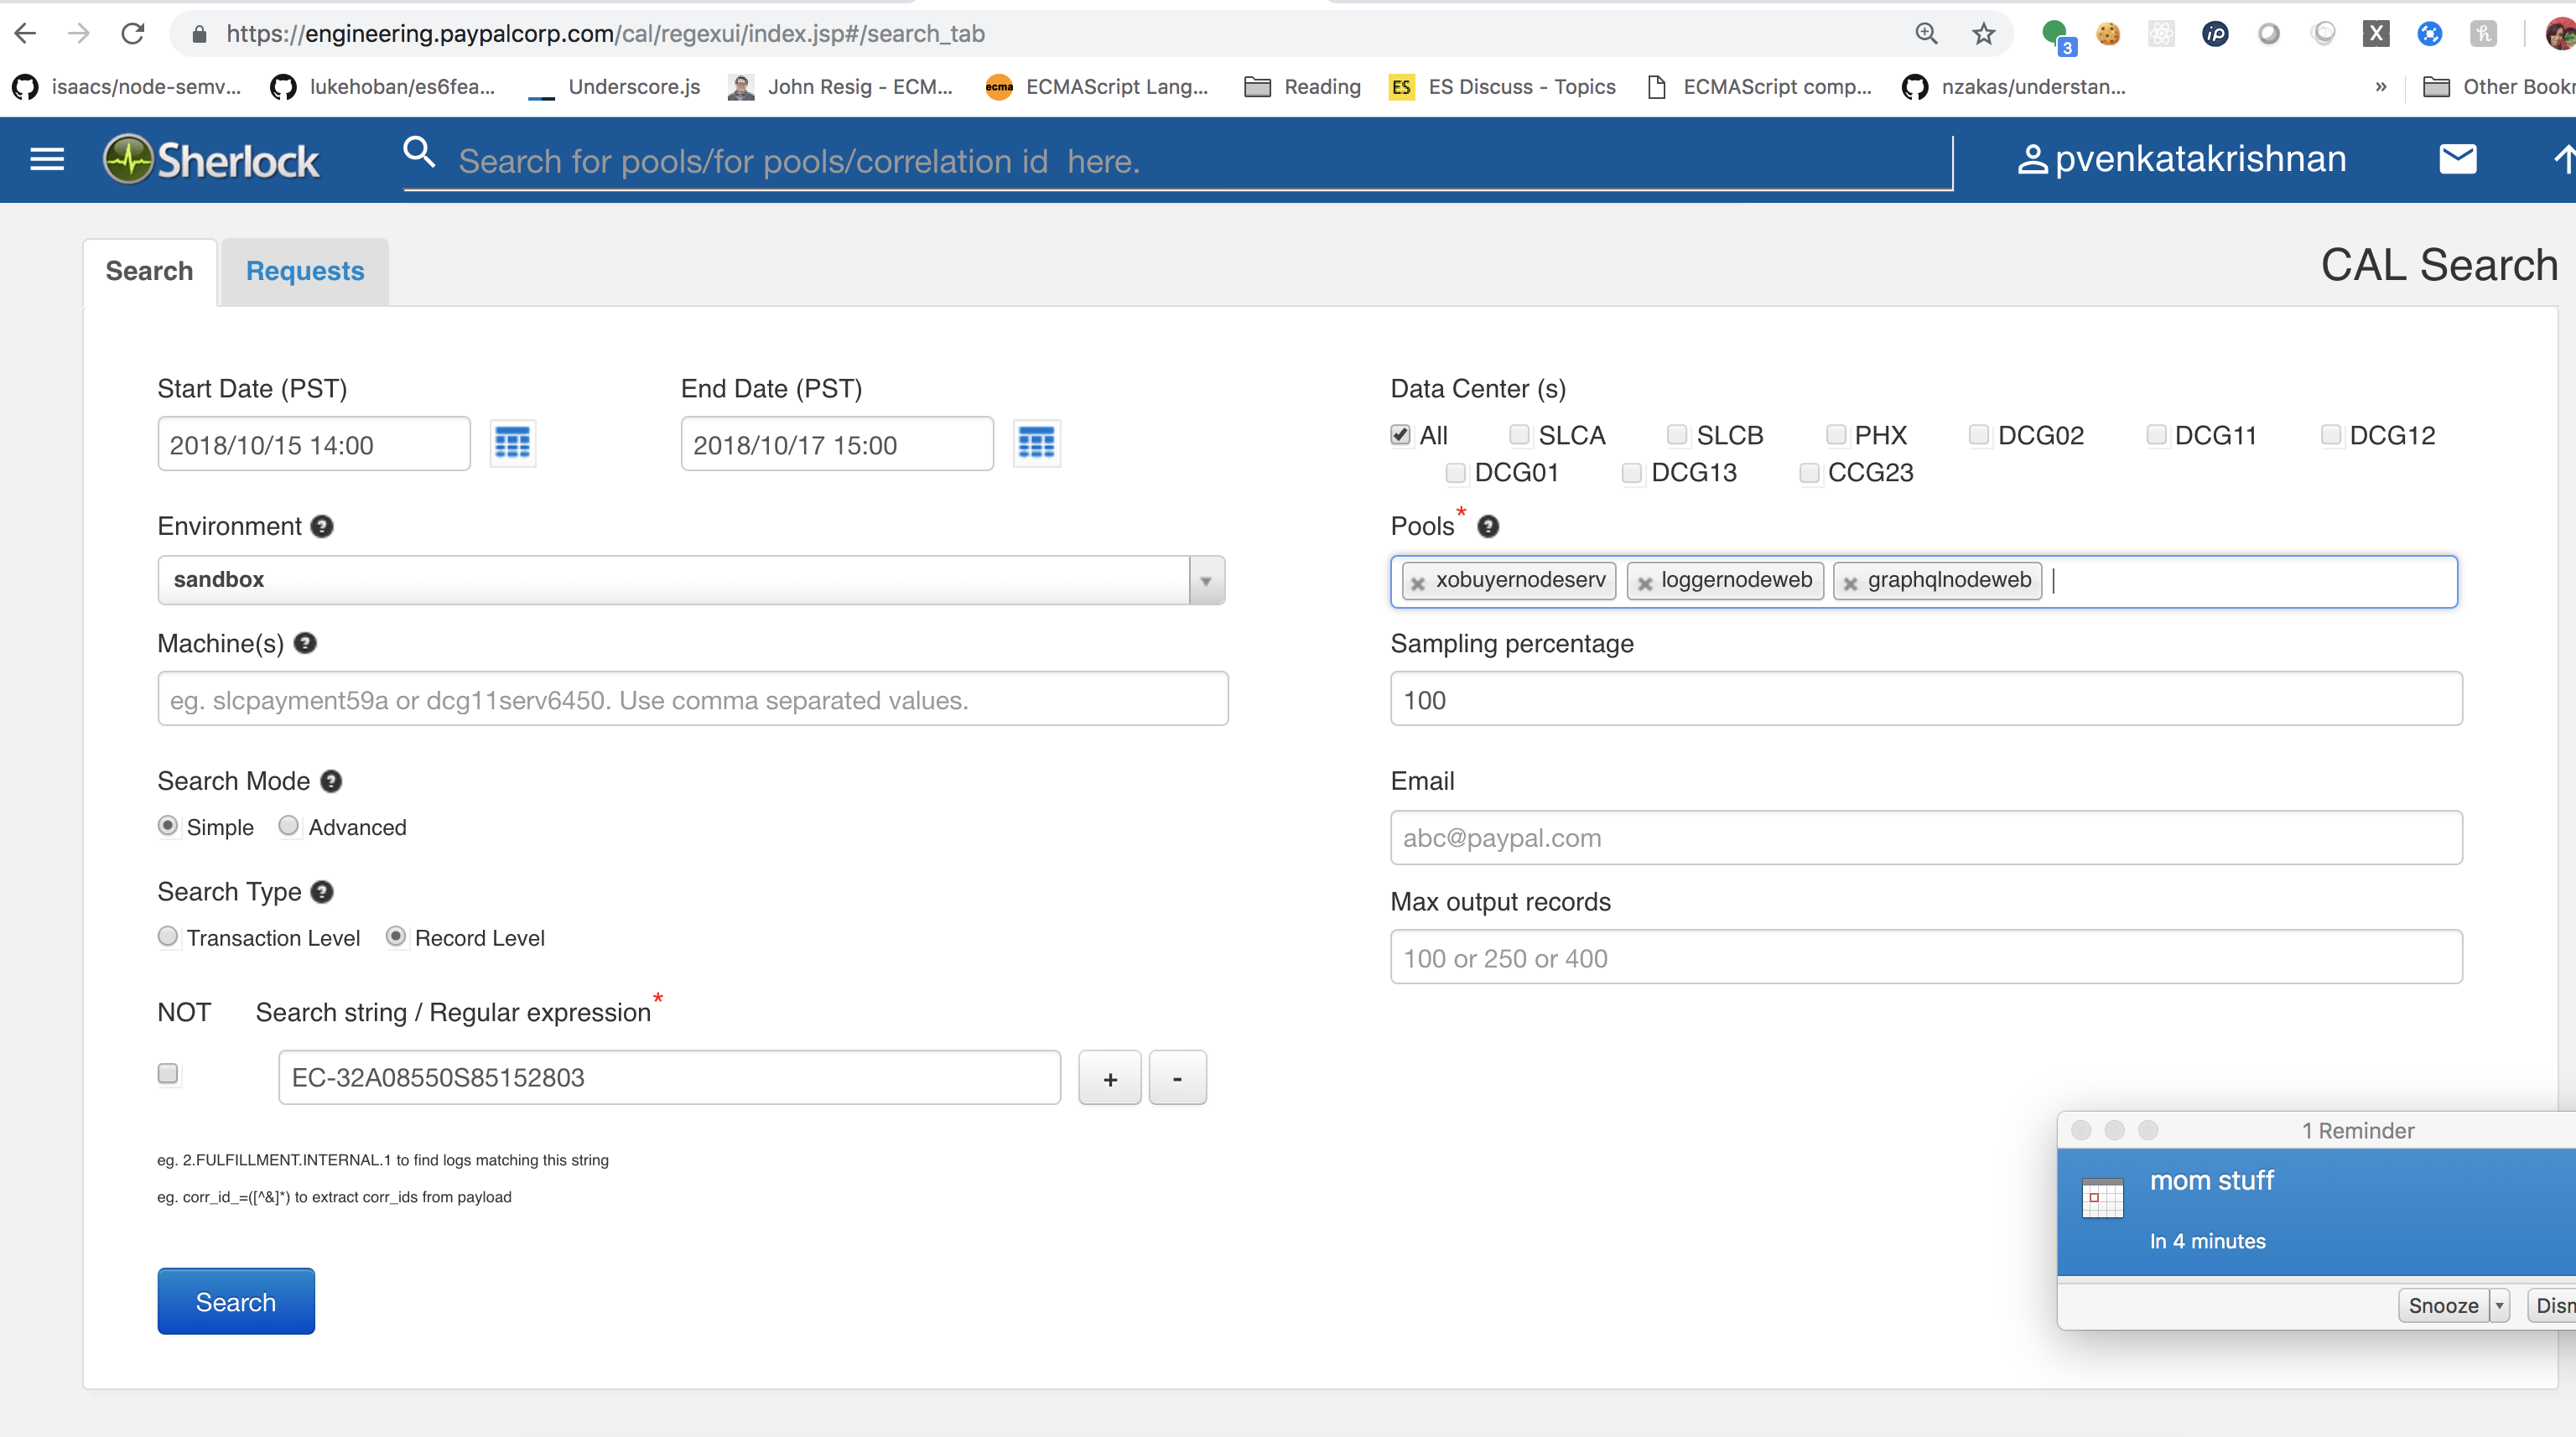 https://engineering.paypalcorp.com/cal/regexui/index.jsp#/search_tab
3
isaacs/node-semv... lukehoban/es6fea... Underscore.js John Resig - ECM... ecma ECMAScript Lang... Reading ES ES Discuss - Topics ECMAScript comp... nzakas/understan... » Other Bookr
Sherlock Search for pools/for pools/correlation id here. pvenkatakrishnan
Search Requests CAL Search
Start Date (PST) End Date (PST) Data Center (s)
2018/10/15 14:00 2018/10/17 15:00 All SLCA SLCB PHX DCG02 DCG11 DCG12
DCG01 DCG13 CCG23
Environment ? Pools* ?
sandbox xobuyernodeserv loggernodeweb graphqlnodeweb
Machine(s) ? Sampling percentage
eg. slcpayment59a or dcg11serv6450. Use comma separated values. 100
Search Mode ? Email
Simple Advanced abc@paypal.com
Search Type ? Max output records
Transaction Level Record Level 100 or 250 or 400
NOT Search string / Regular expression*
EC-32A08550S85152803 + -
eg. 2.FULFILLMENT.INTERNAL.1 to find logs matching this string
eg. corr_id_=([^&]*) to extract corr_ids from payload
Search
1 Reminder
mom stuff
In 4 minutes
Snooze Dism